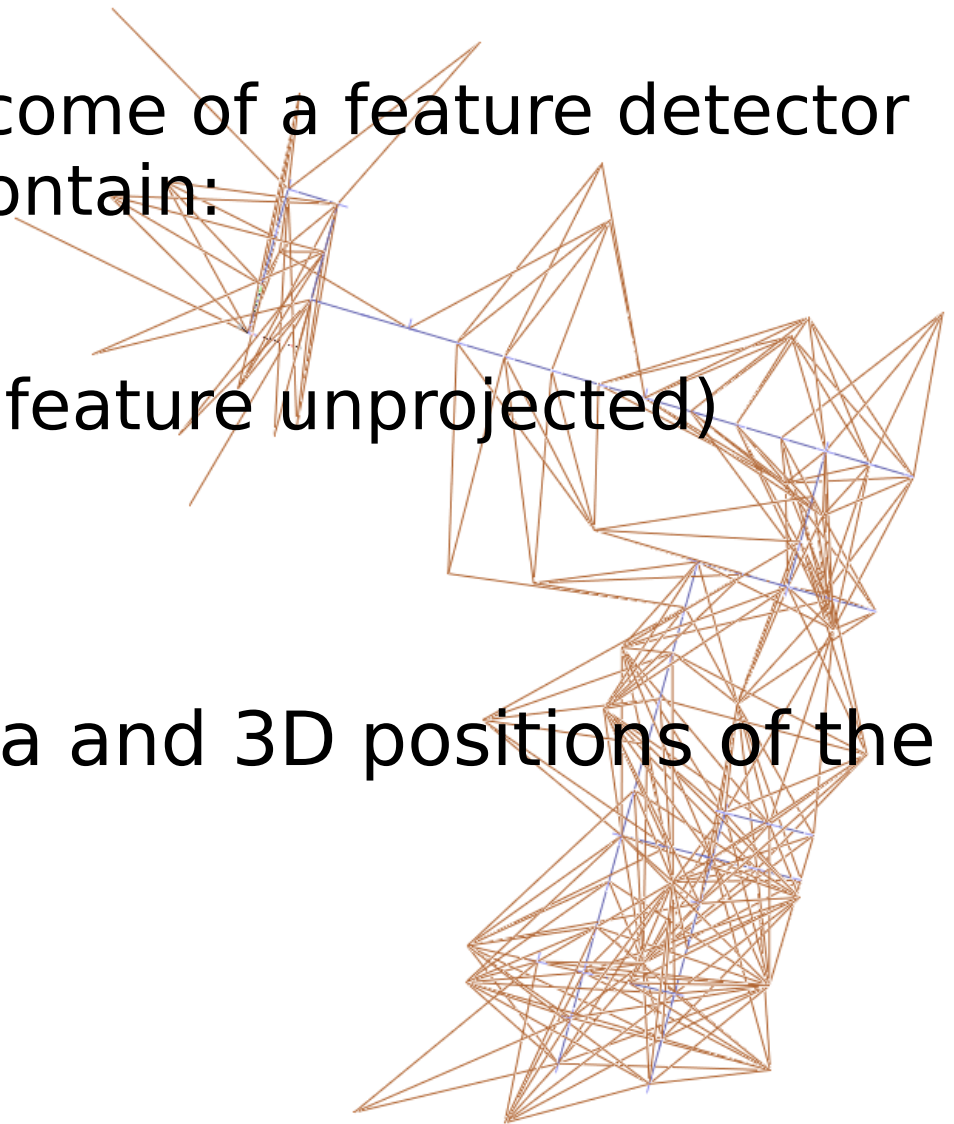 come of a feature detector
ontain:
feature unprojected)
a and 3D positions of the